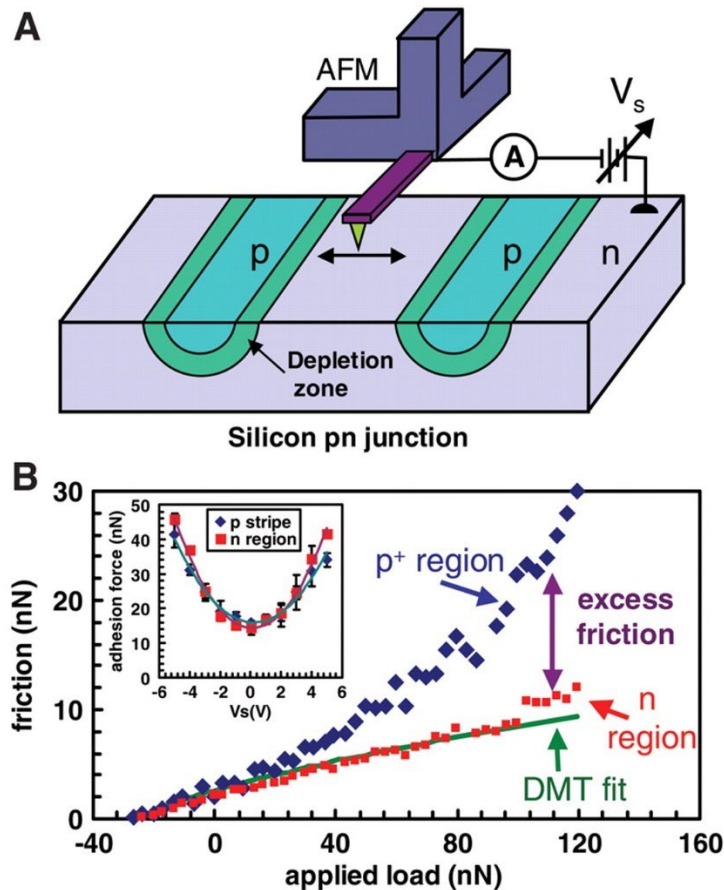 A
AFM
Vs
A
p
p
n
Depletion
zone
Silicon pn junction
B
30
20
10
0
friction (nN)
50
40
30
20
10
0
adhesion force (nN)
p stripe
n region
-6 -4 -2 0 2 4 6
Vs(V)
p+ region
excess
friction
n
region
DMT fit
-40 0 40 80 120 160
applied load (nN)